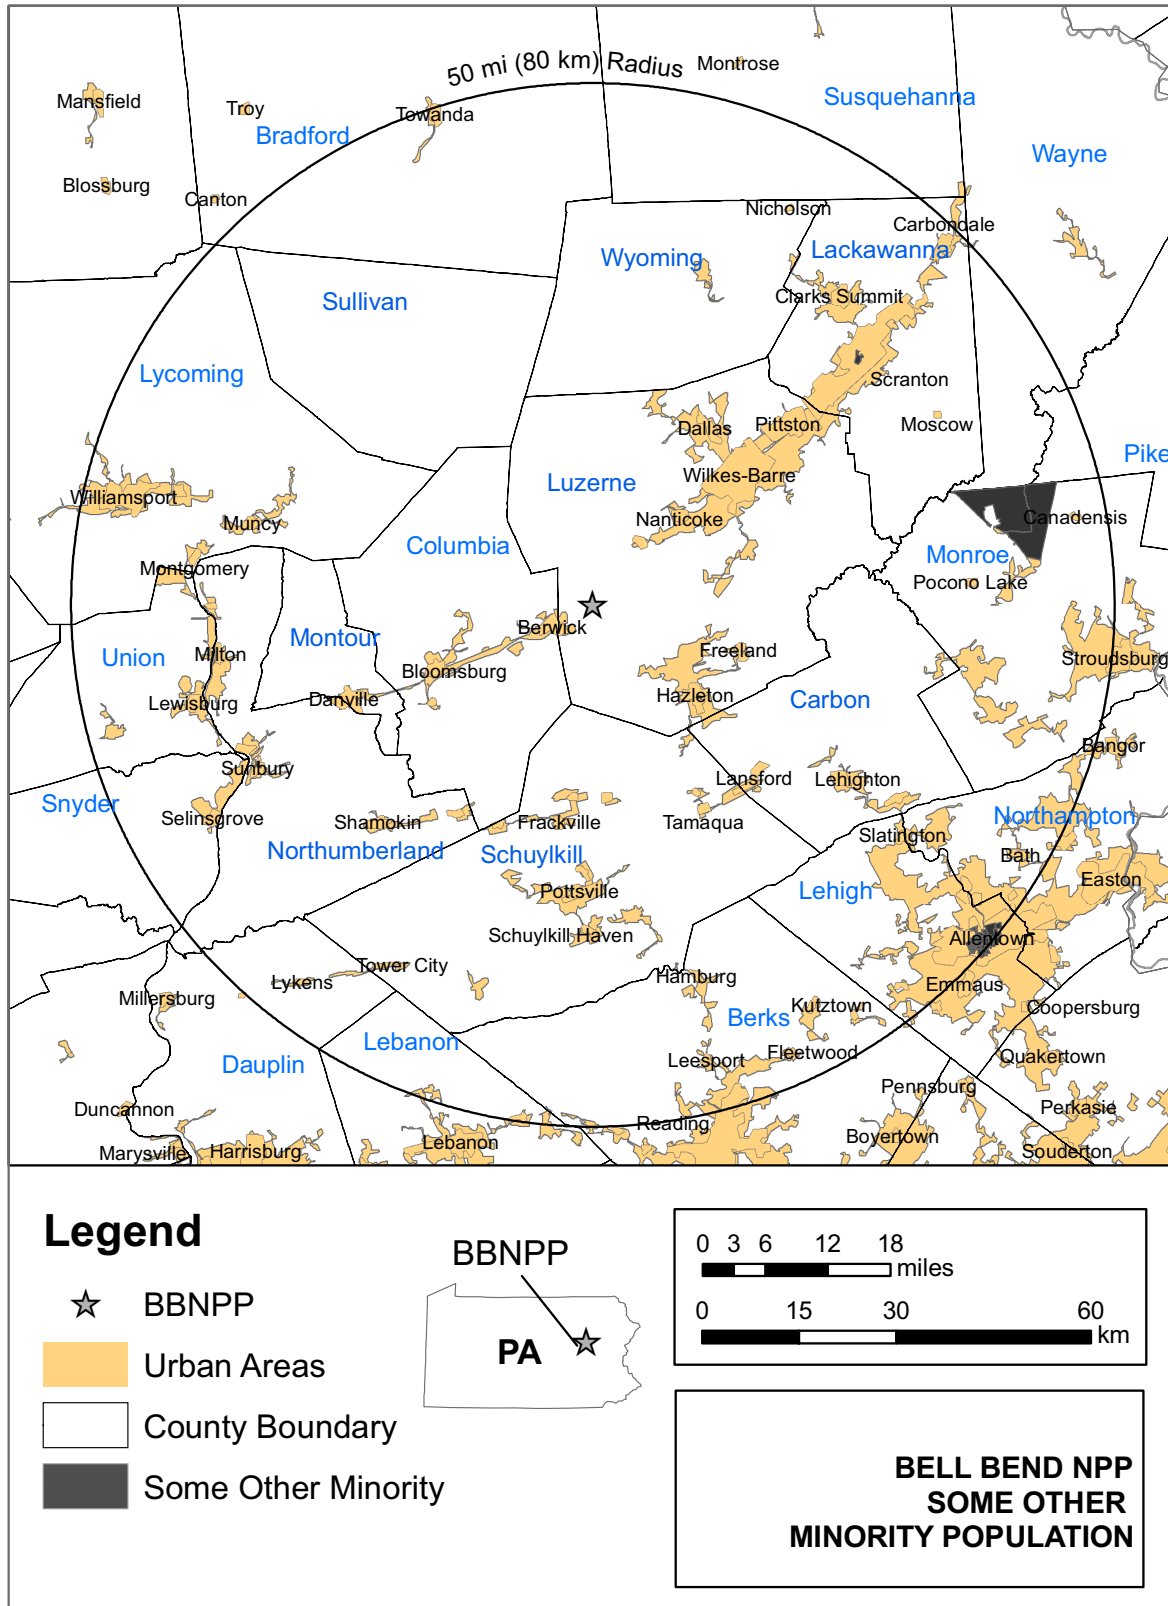 50 mi (80 km) Radius
Montrose
Mansfield
Troy
Towanda
Susquehanna
Bradford
Wayne
Blossburg
Canton
Nicholson
Carbondale
Wyoming
Lackawanna
Sullivan
Clarks Summit
Lycoming
Scranton
Dallas
Pittston
Moscow
Pike
Wilkes-Barre
Luzerne
Williamsport
Muncy
Nanticoke
Canadensis
Columbia
Monroe
Montgomery
Pocono Lake
Berwick
Montour
Union
Milton
Freeland
Stroudsburg
Bloomsburg
Lewisburg
Danville
Hazleton
Carbon
Bangor
Sunbury
Lansford
Lehighton
Snyder
Selinsgrove
Shamokin
Frackville
Tamaqua
Northampton
Slatington
Northumberland
Schuylkill
Bath
Easton
Pottsville
Lehigh
Schuylkill Haven
Allentown
Tower City
Lykens
Hamburg
Emmaus
Millersburg
Kutztown
Coopersburg
Berks
Lebanon
Dauplin
Leesport
Fleetwood
Quakertown
Pennsburg
Duncannon
Perkasie
Reading
Marysville
Harrisburg
Lebanon
Boyertown
Souderton
Legend
BBNPP
Urban Areas
County Boundary
Some Other Minority
BBNPP
PA
0 3 6 12 18
miles
0 15 30 60
km
BELL BEND NPP
SOME OTHER
MINORITY POPULATION